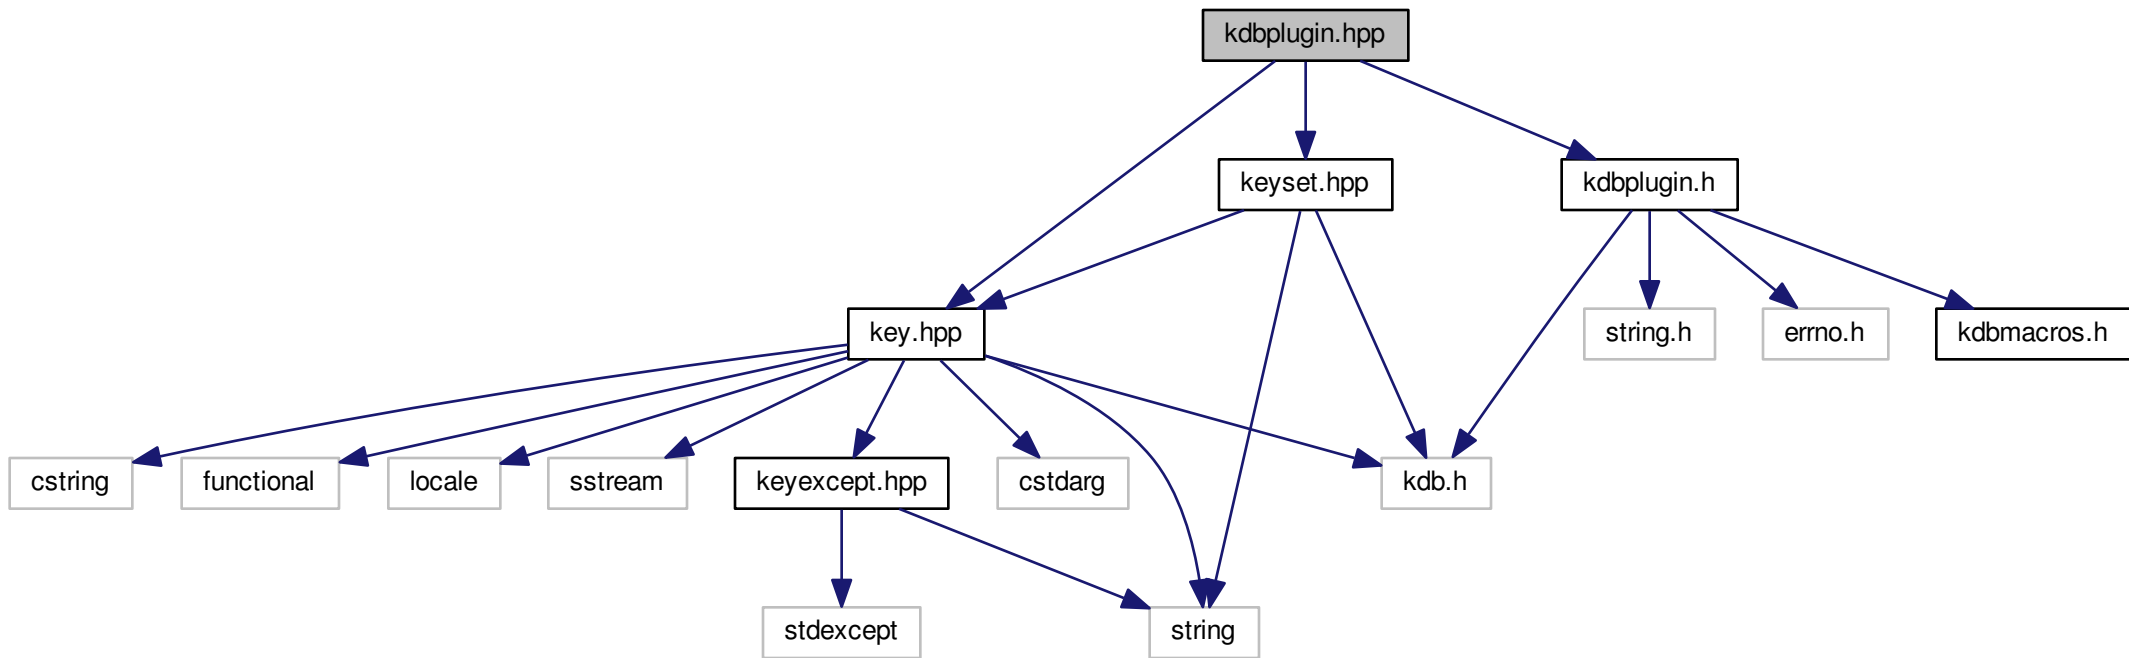 kdbplugin.hpp
keyset.hpp
kdbplugin.h
key.hpp
string.h
errno.h
kdbmacros.h
cstring
functional
locale
sstream
keyexcept.hpp
cstdarg
kdb.h
stdexcept
string